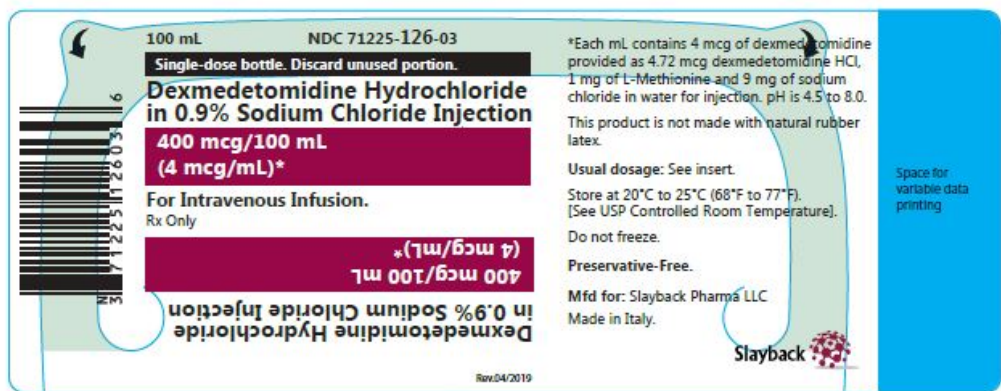 100 mL NDC 71225-126-03
Single-dose bottle. Discard unused portion.
Dexmedetomidine Hydrochloride
in 0.9% Sodium Chloride Injection
400 mcg/100 mL
(4 mcg/mL)*
For Intravenous Infusion.
Rx Only
Dexmedetomidine Hydrochloride
in 0.9% Sodium Chloride Injection
400 mcg/100 mL
(4 mcg/mL)*
Rev.04/2019
N
3 71225 12603 6
*Each mL contains 4 mcg of dexmedetomidine
provided as 4.72 mcg dexmedetomidine HCl,
1 mg of L-Methionine and 9 mg of sodium
chloride in water for injection. pH is 4.5 to 8.0.
This product is not made with natural rubber
latex.
Usual dosage: See insert.
Store at 20°C to 25°C (68°F to 77°F).
[See USP Controlled Room Temperature].
Do not freeze.
Preservative-Free.
Mfd for: Slayback Pharma LLC
Made in Italy.
Slayback
Space for
variable data
printing